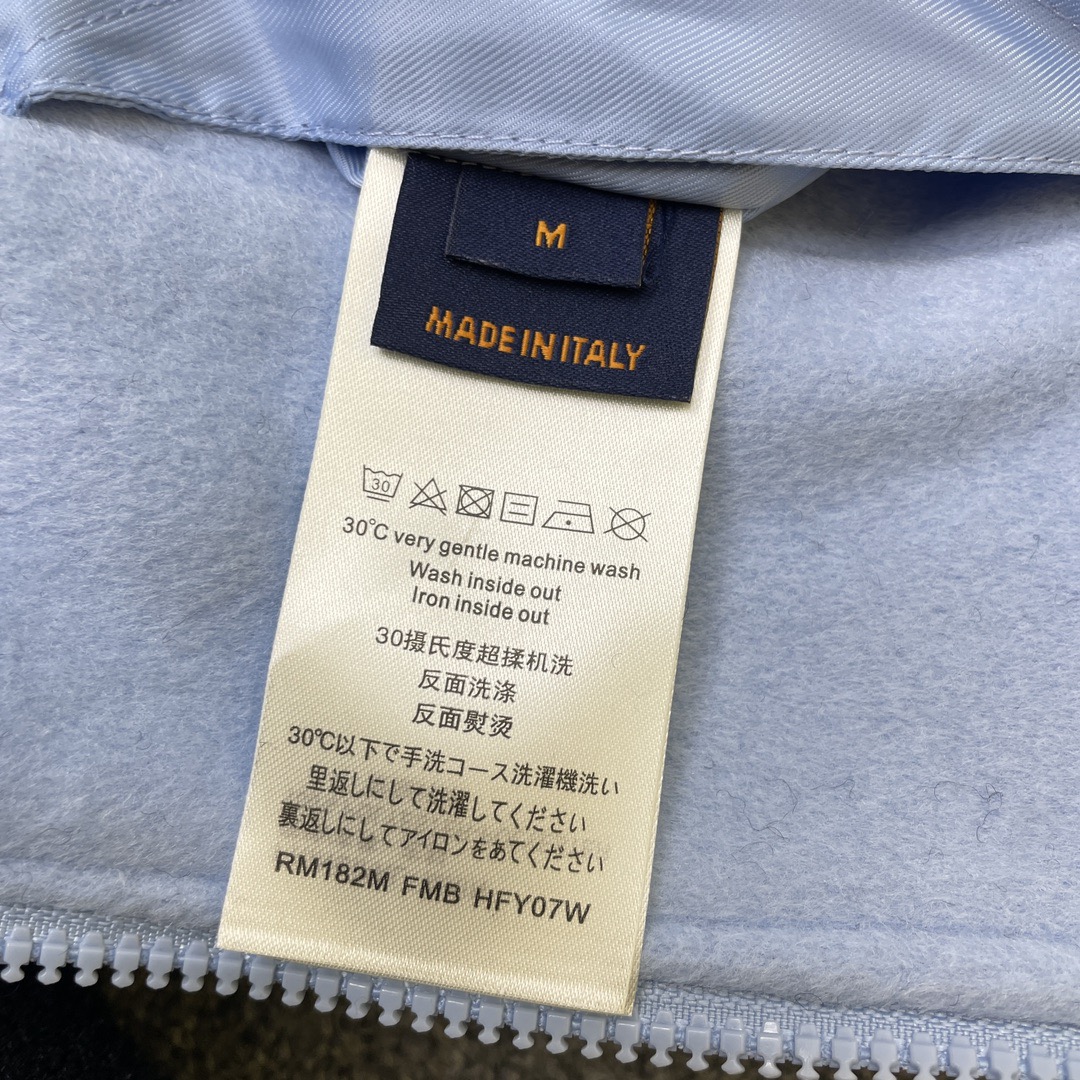 M
MADE IN ITALY
30
30℃ very gentle machine wash
Wash inside out
Iron inside out
30摄氏度超揉机洗
反面洗涤
反面熨烫
30℃以下で手洗コース洗濯機洗い
里返しにして洗濯してください
裏返しにしてアイロンをあてください
RM182M FMB HFY07W